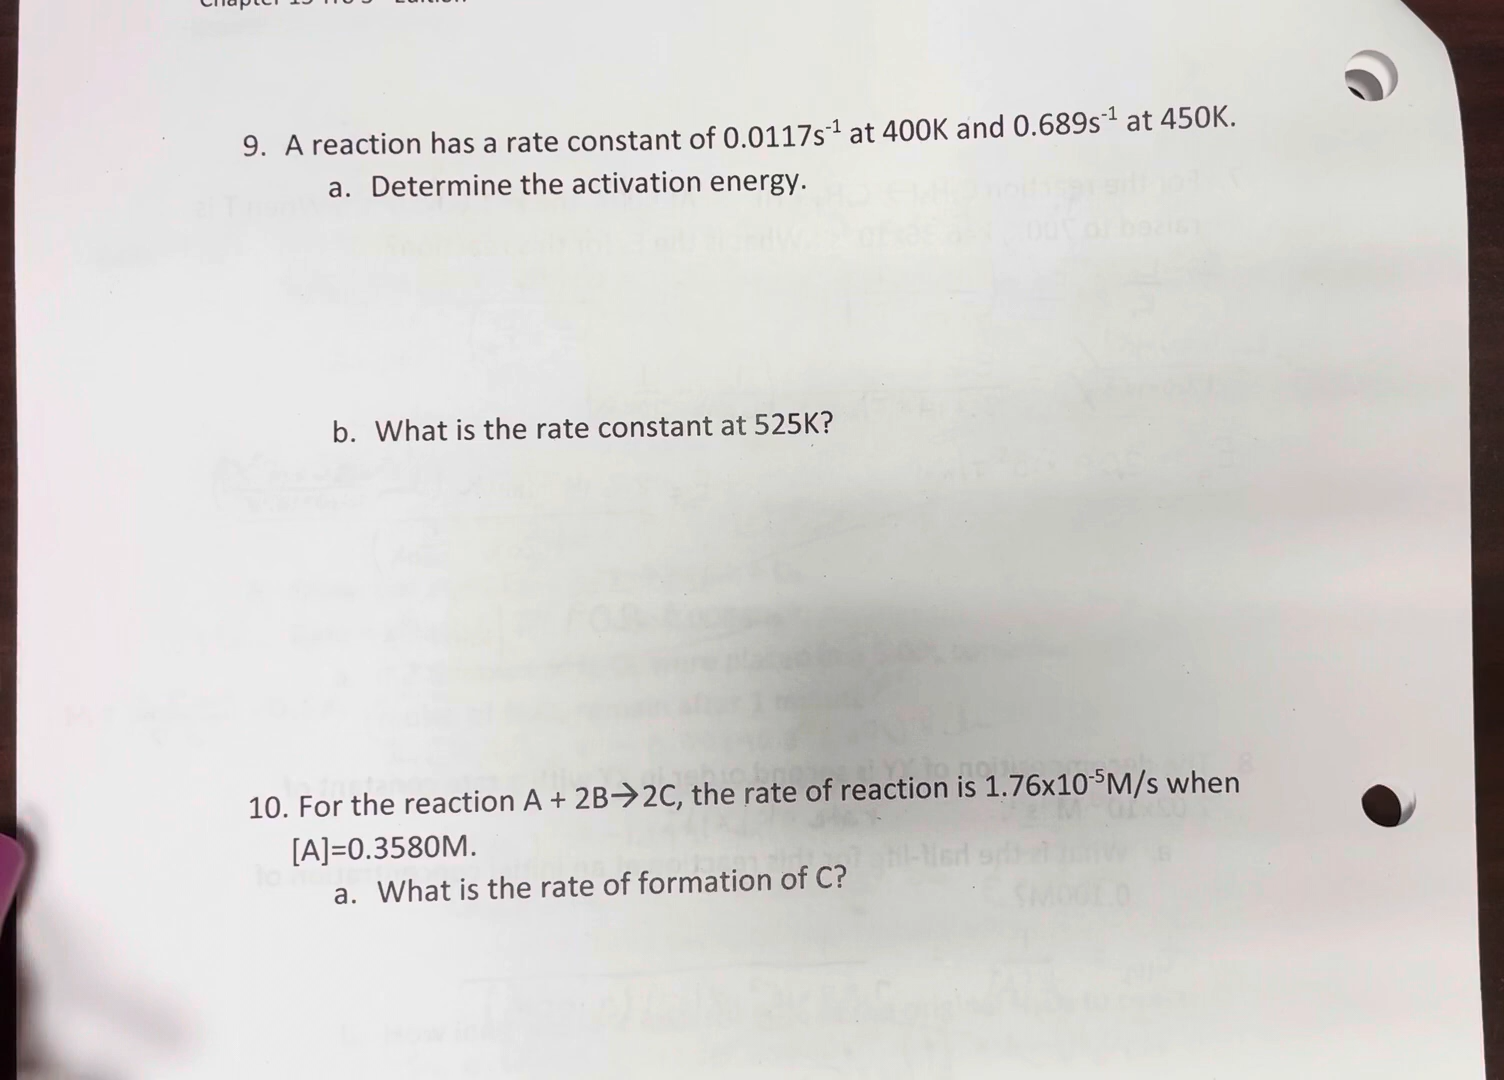 9. A reaction has a rate constant of 0.0117s⁻¹ at 400K and 0.689s⁻¹ at 450K.
a. Determine the activation energy.
b. What is the rate constant at 525K?
10. For the reaction A + 2B→2C, the rate of reaction is 1.76x10⁻⁵M/s when
[A]=0.3580M.
a. What is the rate of formation of C?